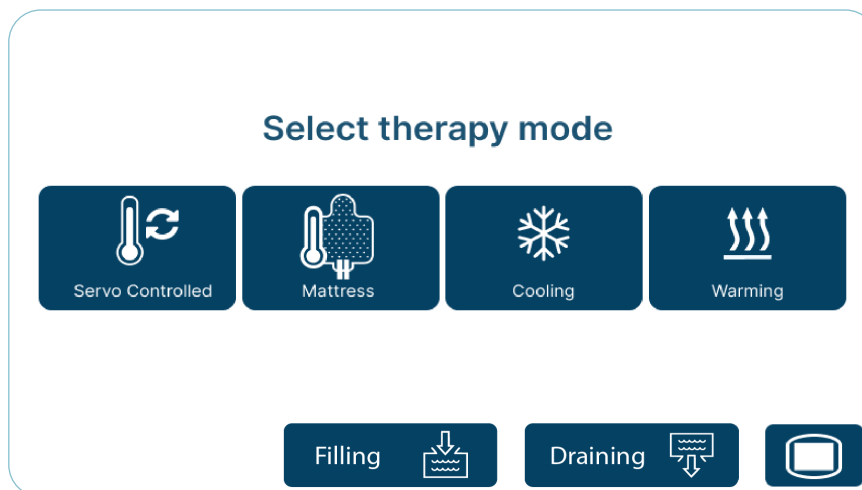 Select therapy mode
Servo Controlled
Mattress
Cooling
Warming
Filling
Draining